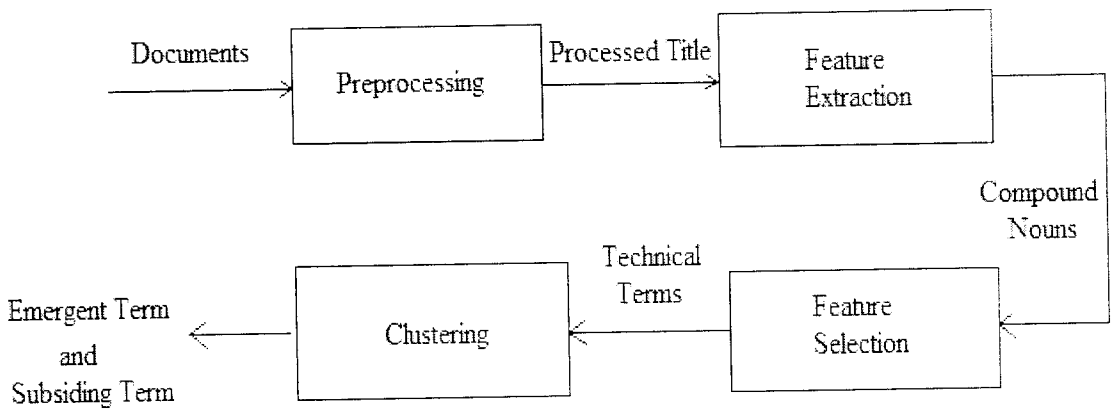 Documents
Preprocessing
Processed Title
Feature
Extraction
Compound
Nouns
Feature
Selection
Technical
Terms
Clustering
Emergent Term
and
Subsiding Term